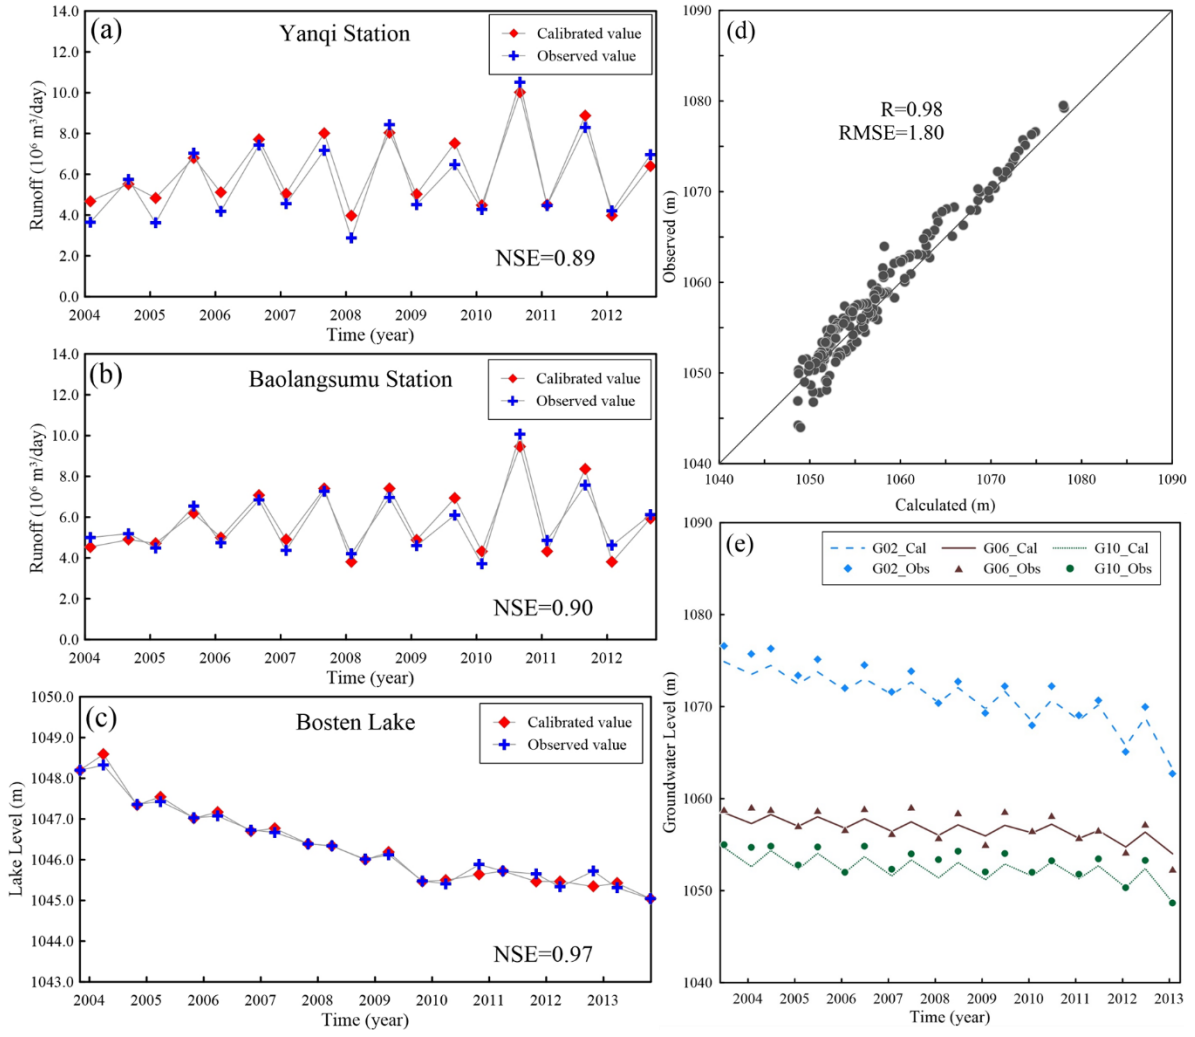 (a)
Yanqi Station
Calibrated value
Observed value
Runoff (10⁶ m³/day)
14.0
12.0
10.0
8.0
6.0
4.0
2.0
0.0
NSE=0.89
2004 2005 2006 2007 2008 2009 2010 2011 2012
Time (year)
(b)
Baolangsumu Station
Calibrated value
Observed value
Runoff (10⁶ m³/day)
14.0
12.0
10.0
8.0
6.0
4.0
2.0
0.0
NSE=0.90
2004 2005 2006 2007 2008 2009 2010 2011 2012
Time (year)
(c)
Bosten Lake
Calibrated value
Observed value
Lake Level (m)
1050.0
1049.0
1048.0
1047.0
1046.0
1045.0
1044.0
1043.0
NSE=0.97
2004 2005 2006 2007 2008 2009 2010 2011 2012 2013
Time (year)
(d)
R=0.98
RMSE=1.80
Observed (m)
1090
1080
1070
1060
1050
1040
1040 1050 1060 1070 1080 1090
Calculated (m)
(e)
G02_Cal G06_Cal G10_Cal
G02_Obs G06_Obs G10_Obs
Groundwater Level (m)
1090
1080
1070
1060
1050
1040
2004 2005 2006 2007 2008 2009 2010 2011 2012 2013
Time (year)